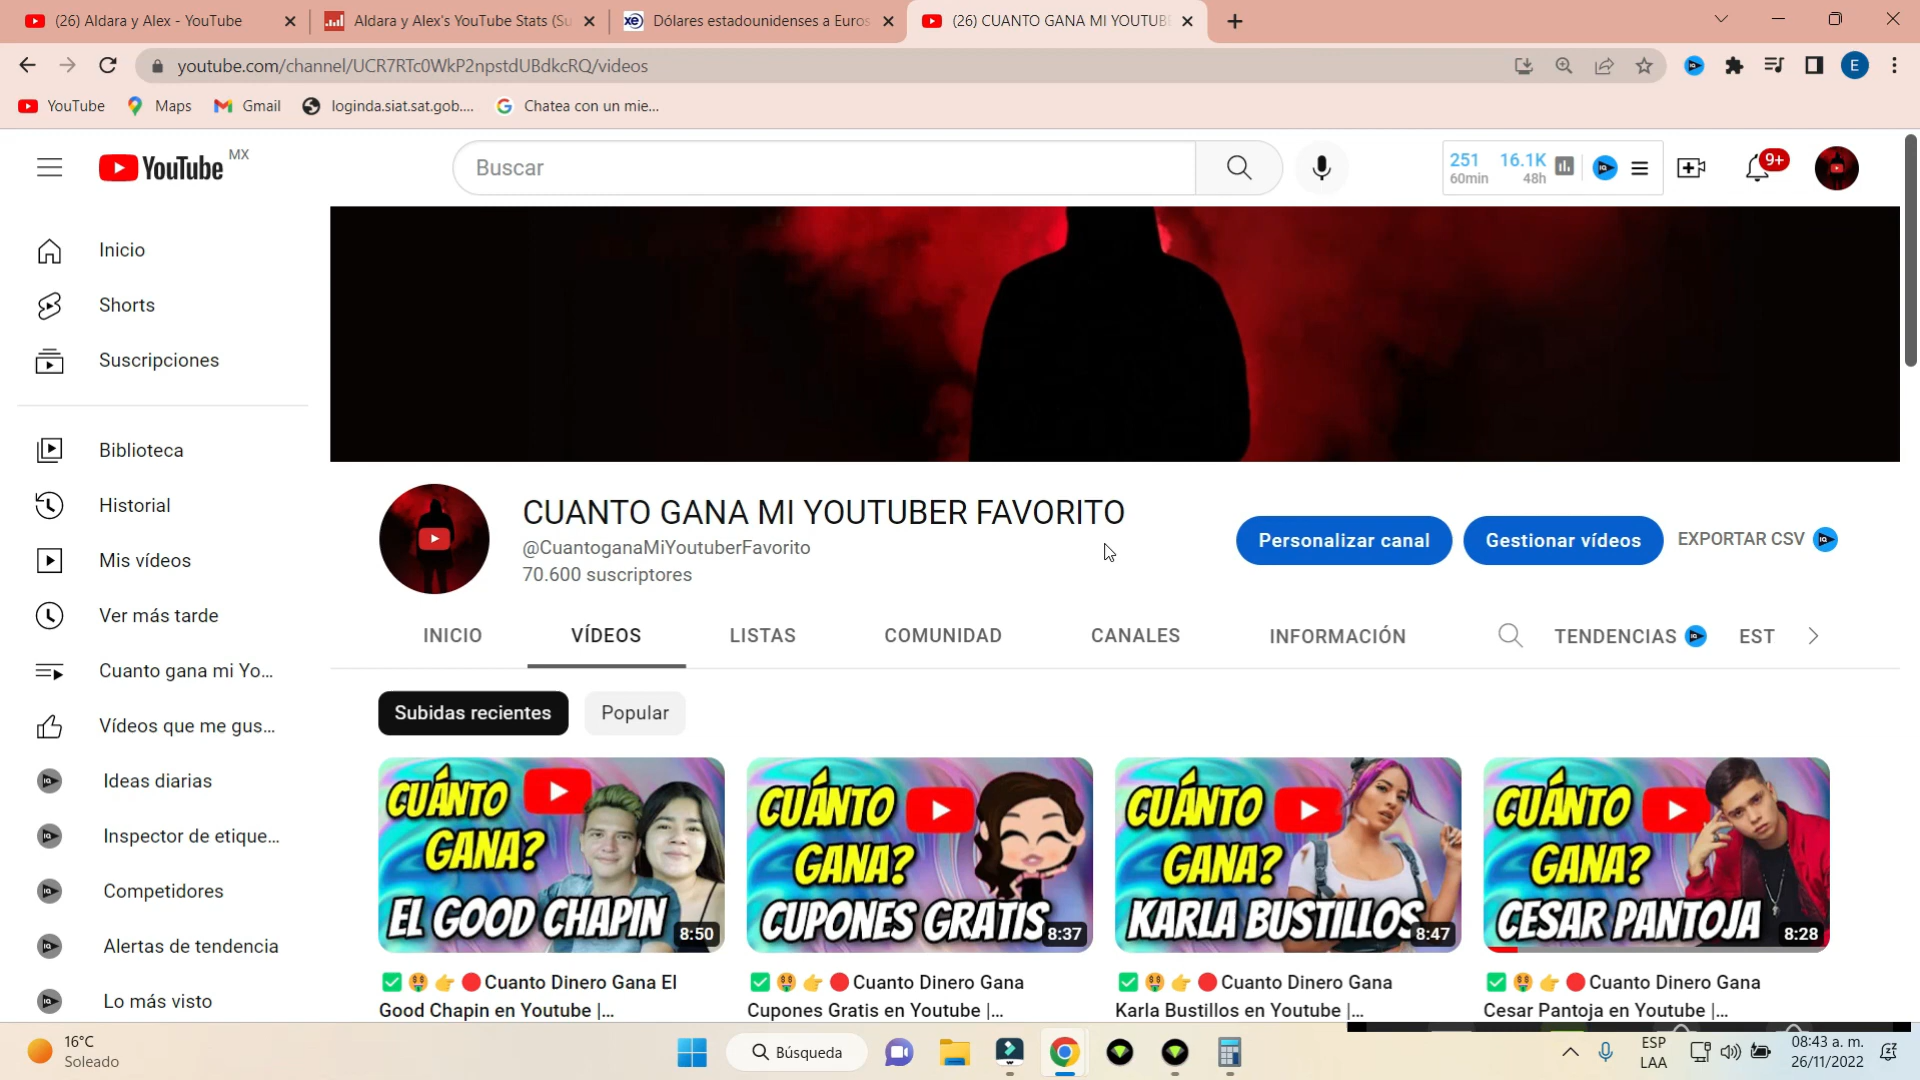 (26) Aldara y Alex - YouTube
Aldara y Alex's YouTube Stats (Su
Dólares estadounidenses a Euros
(26) CUANTO GANA MI YOUTUBE
youtube.com/channel/UCR7RTc0WkP2npstdUBdkcRQ/videos
E
YouTube
Maps
Gmail
loginda.siat.sat.gob....
Chatea con un mie...
YouTube MX
Buscar
251 16.1K
60min 48h
9+
Inicio
Shorts
Suscripciones
Biblioteca
Historial
Mis vídeos
Ver más tarde
Cuanto gana mi Yo...
Vídeos que me gus...
Ideas diarias
Inspector de etique...
Competidores
Alertas de tendencia
Lo más visto
CUANTO GANA MI YOUTUBER FAVORITO
@CuantoganaMiYoutuberFavorito
70.600 suscriptores
Personalizar canal
Gestionar vídeos
EXPORTAR CSV
INICIO
VÍDEOS
LISTAS
COMUNIDAD
CANALES
INFORMACIÓN
TENDENCIAS
EST
Subidas recientes
Popular
CUÁNTO
GANA?
EL GOOD CHAPIN
8:50
CUÁNTO
GANA?
CUPONES GRATIS
8:37
CUÁNTO
GANA?
KARLA BUSTILLOS
8:47
CUÁNTO
GANA?
CESAR PANTOJA
8:28
✅ 🤑 👉 🔴Cuanto Dinero Gana El
Good Chapin en Youtube |...
✅ 🤑 👉 🔴Cuanto Dinero Gana
Cupones Gratis en Youtube |...
✅ 🤑 👉 🔴Cuanto Dinero Gana
Karla Bustillos en Youtube |...
✅ 🤑 👉 🔴Cuanto Dinero Gana
Cesar Pantoja en Youtube |...
16°C
Soleado
Búsqueda
ESP
LAA
08:43 a. m.
26/11/2022